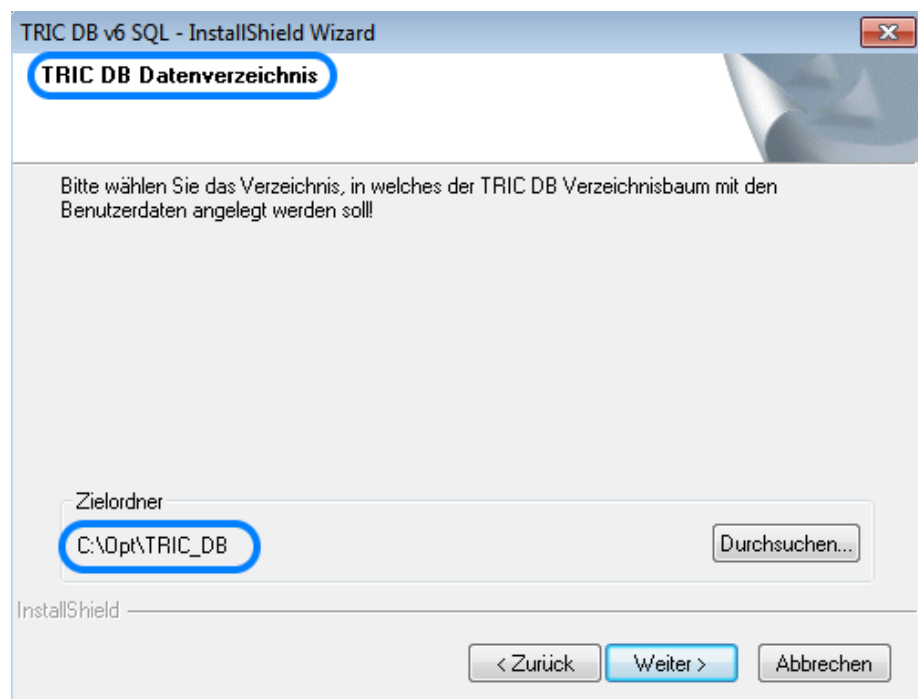 TRIC DB v6 SQL - InstallShield Wizard
TRIC DB Datenverzeichnis
Bitte wählen Sie das Verzeichnis, in welches der TRIC DB Verzeichnisbaum mit den
Benutzerdaten angelegt werden soll!
Zielordner
C:\Opt\TRIC_DB
Durchsuchen...
InstallShield
< Zurück
Weiter >
Abbrechen